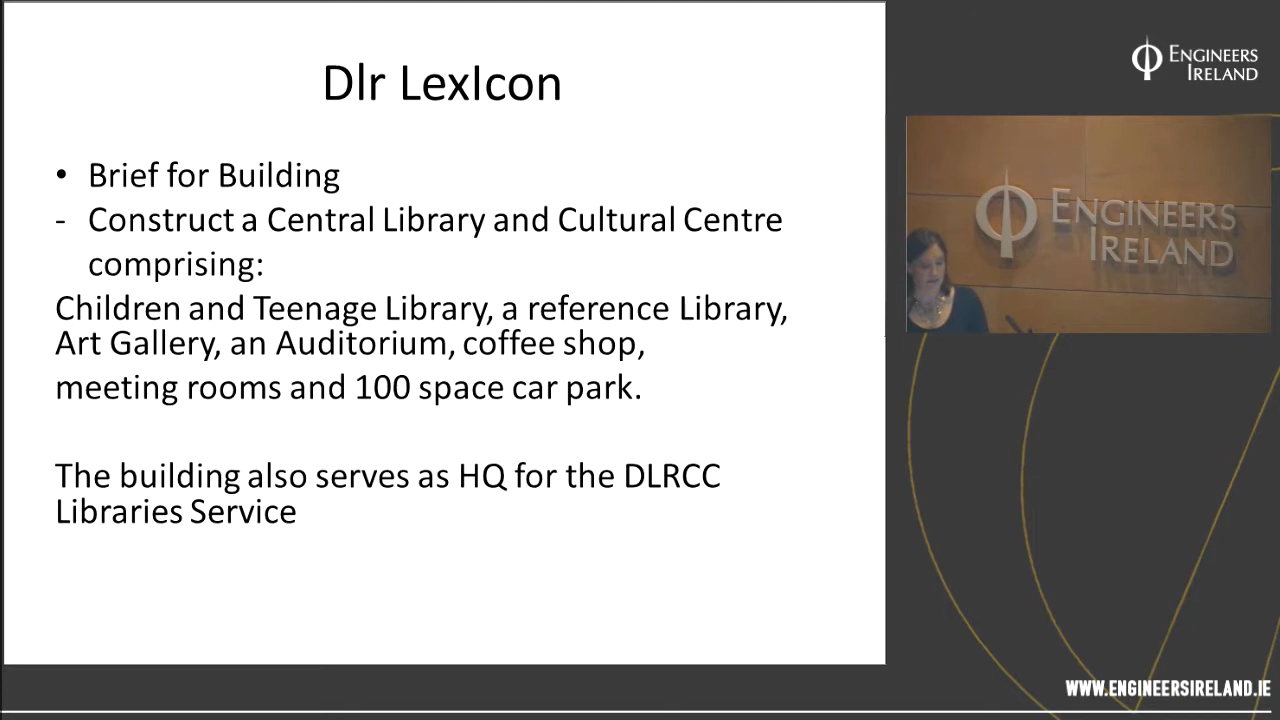 Dlr LexIcon
• Brief for Building
- Construct a Central Library and Cultural Centre
comprising:
Children and Teenage Library, a reference Library,
Art Gallery, an Auditorium, coffee shop,
meeting rooms and 100 space car park.
The building also serves as HQ for the DLRCC
Libraries Service
ENGINEERS
IRELAND
ENGINEERS
IRELAND
WWW.ENGINEERSIRELAND.IE